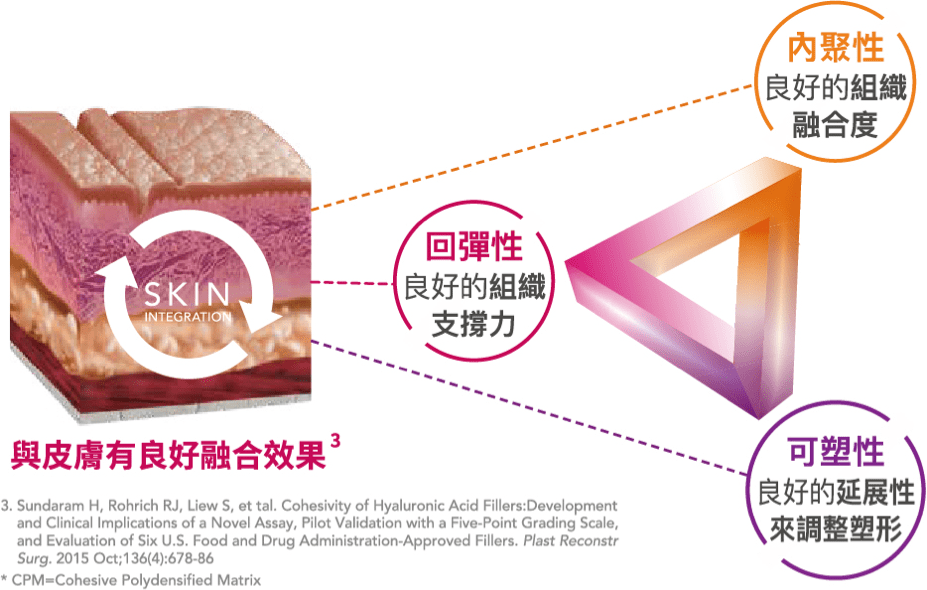 內聚性
良好的組織
融合度
回彈性
良好的組織
支撐力
SKIN
INTEGRATION
與皮膚有良好融合效果3
可塑性
良好的延展性
來調整塑形
3. Sundaram H, Rohrich RJ, Liew S, et tal. Cohesivity of Hyaluronic Acid Fillers:Development
and Clinical Implications of a Novel Assay, Pilot Validation with a Five-Point Grading Scale,
and Evaluation of Six U.S. Food and Drug Administration-Approved Fillers. Plast Reconstr
Surg. 2015 Oct;136(4):678-86
* CPM=Cohesive Polydensified Matrix